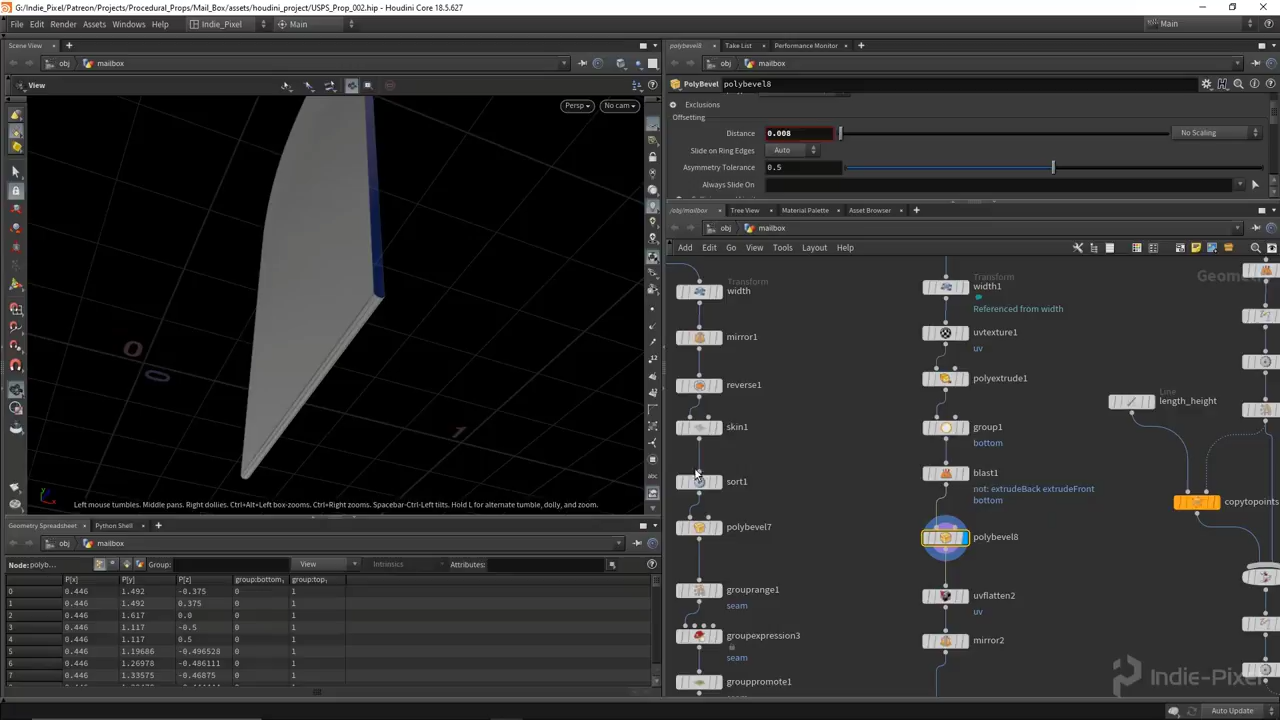 G:/Indie_Pixel/Patreon/Projects/Procedural_Props/Mail_Box/assets/houdini_project/USPS_Prop_002.hip - Houdini Core 18.5.627
File Edit Render Assets Windows Help Indie_Pixel Main Main
Scene View polybevel8 Take List Performance Monitor
obj mailbox obj mailbox
View PolyBevel polybevel8
Persp No cam Exclusions
Offsetting
Distance 0.008 No Scaling
Slide on Ring Edges Auto
Asymmetry Tolerance 0.5
Always Slide On
/obj/mailbox Tree View Material Palette Asset Browser
obj mailbox
Add Edit Go View Tools Layout Help
Transform
width
mirror1
reverse1
skin1
sort1
polybevel7
grouprange1
seam
groupexpression3
seam
grouppromote1
Transform
width1
Referenced from width
uvtexture1
uv
polyextrude1
group1
bottom
blast1
not: extrudeBack extrudeFront
bottom
polybevel8
uvflatten2
uv
mirror2
Line
length_height
copytopoints
0
0
1
Left mouse tumbles. Middle pans. Right dollies. Ctrl+Alt+Left box-zooms. Ctrl+Right zooms. Spacebar-Ctrl-Left tilts. Hold L for alternate tumble, dolly, and zoom.
Geometry Spreadsheet Python Shell
obj mailbox
Node: polyb... Group: View Intrinsics Attributes:
P[x] P[y] P[z] group:bottom group:top
0 0.446 1.492 -0.375 0 1
1 0.446 1.492 0.375 0 1
2 0.446 1.617 0.0 0 1
3 0.446 1.117 -0.5 0 1
4 0.446 1.117 0.5 0 1
5 0.446 1.19686 -0.496528 0 1
6 0.446 1.26978 -0.486111 0 1
7 0.446 1.33575 -0.46875 0 1
Indie-Pixel
Auto Update